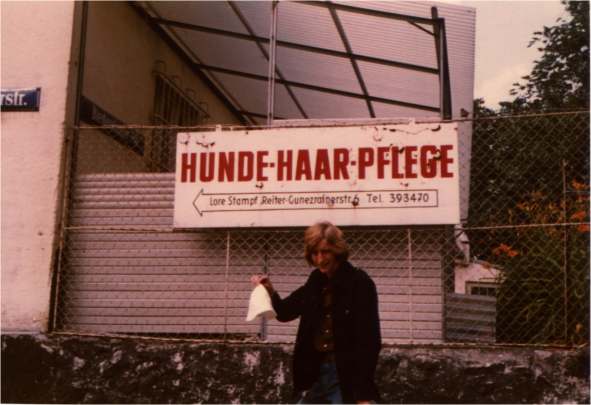 rstr.
HUNDE-HAAR-PFLEGE
Lore Stampf, Reiter-Gunezrainerstr. 6 Tel. 393470